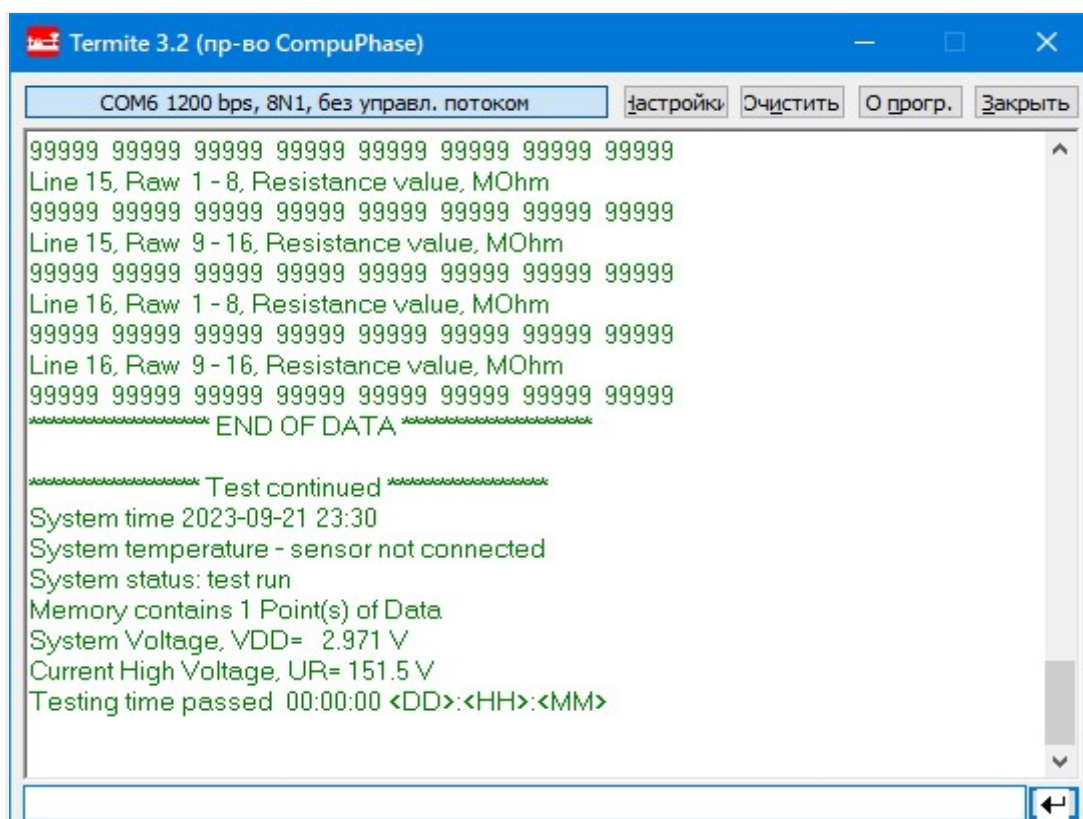 Termite 3.2 (пр-во CompuPhase)
COM6 1200 bps, 8N1, без управл. потоком Настройки Очистить О прогр. Закрыть
99999 99999 99999 99999 99999 99999 99999 99999
Line 15, Raw 1 - 8, Resistance value, MOhm
99999 99999 99999 99999 99999 99999 99999 99999
Line 15, Raw 9 - 16, Resistance value, MOhm
99999 99999 99999 99999 99999 99999 99999 99999
Line 16, Raw 1 - 8, Resistance value, MOhm
99999 99999 99999 99999 99999 99999 99999 99999
Line 16, Raw 9 - 16, Resistance value, MOhm
99999 99999 99999 99999 99999 99999 99999 99999
******************* END OF DATA ********************

****************** Test continued *****************
System time 2023-09-21 23:30
System temperature - sensor not connected
System status: test run
Memory contains 1 Point(s) of Data
System Voltage, VDD= 2.971 V
Current High Voltage, UR= 151.5 V
Testing time passed 00:00:00 <DD>:<HH>:<MM>